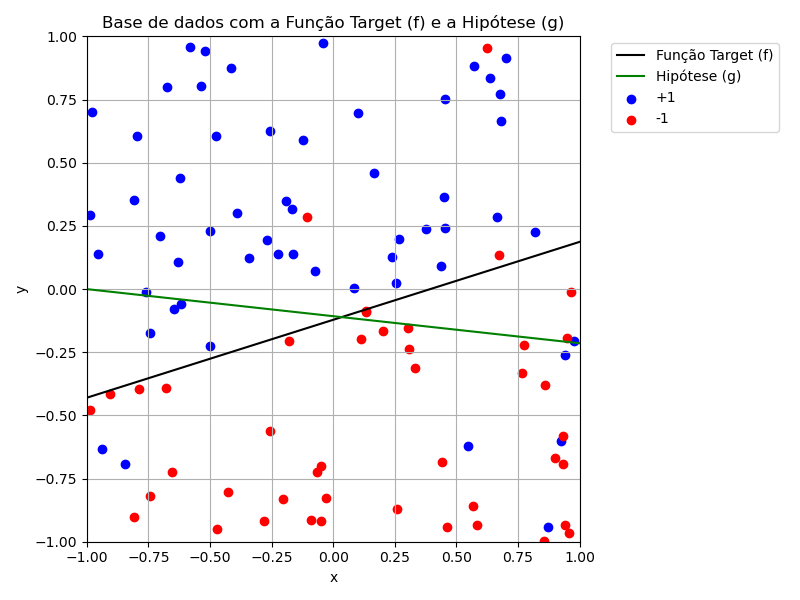 Base de dados com a Função Target (f) e a Hipótese (g)
1.00
0.75
0.50
0.25
0.00
−0.25
−0.50
−0.75
−1.00
y
−1.00 −0.75 −0.50 −0.25 0.00 0.25 0.50 0.75 1.00
x
Função Target (f)
Hipótese (g)
+1
-1